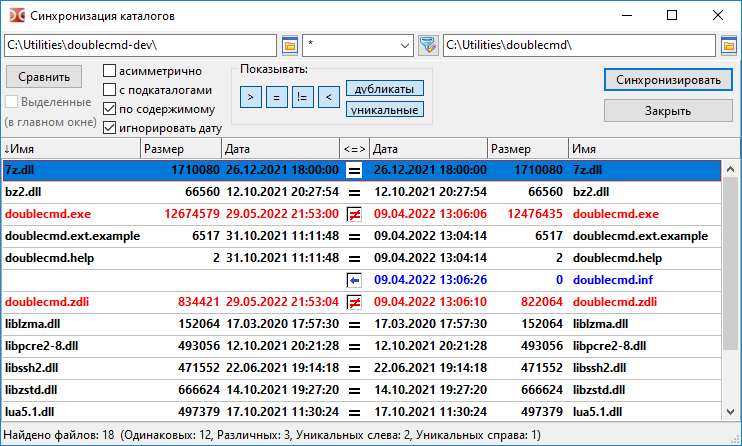 Синхронизация каталогов
C:\Utilities\doublecmd-dev\ * C:\Utilities\doublecmd\
Сравнить
Выделенные
(в главном окне)
асимметрично
с подкаталогами
по содержимому
игнорировать дату
Показывать:
> = != < дубликаты
уникальные
Синхронизировать
Закрыть
↓Имя Размер Дата <=> Дата Размер Имя
7z.dll 1710080 26.12.2021 18:00:00 = 26.12.2021 18:00:00 1710080 7z.dll
bz2.dll 66560 12.10.2021 20:27:54 = 12.10.2021 20:27:54 66560 bz2.dll
doublecmd.exe 12674579 29.05.2022 21:53:00 ≠ 09.04.2022 13:06:06 12476435 doublecmd.exe
doublecmd.ext.example 6517 31.10.2021 11:11:48 = 09.04.2022 13:04:14 6517 doublecmd.ext.example
doublecmd.help 2 31.10.2021 11:11:48 = 09.04.2022 13:04:14 2 doublecmd.help
← 09.04.2022 13:06:26 0 doublecmd.inf
doublecmd.zdli 834421 29.05.2022 21:53:04 ≠ 09.04.2022 13:06:10 822064 doublecmd.zdli
liblzma.dll 152064 17.03.2020 17:57:30 = 17.03.2020 17:57:30 152064 liblzma.dll
libpcre2-8.dll 493056 12.10.2021 20:21:28 = 12.10.2021 20:21:28 493056 libpcre2-8.dll
libssh2.dll 471552 22.06.2021 19:14:18 = 22.06.2021 19:14:18 471552 libssh2.dll
libzstd.dll 666624 14.10.2021 19:27:20 = 14.10.2021 19:27:20 666624 libzstd.dll
lua5.1.dll 497379 17.10.2021 11:30:24 = 17.10.2021 11:30:24 497379 lua5.1.dll
Найдено файлов: 18 (Одинаковых: 12, Различных: 3, Уникальных слева: 2, Уникальных справа: 1)